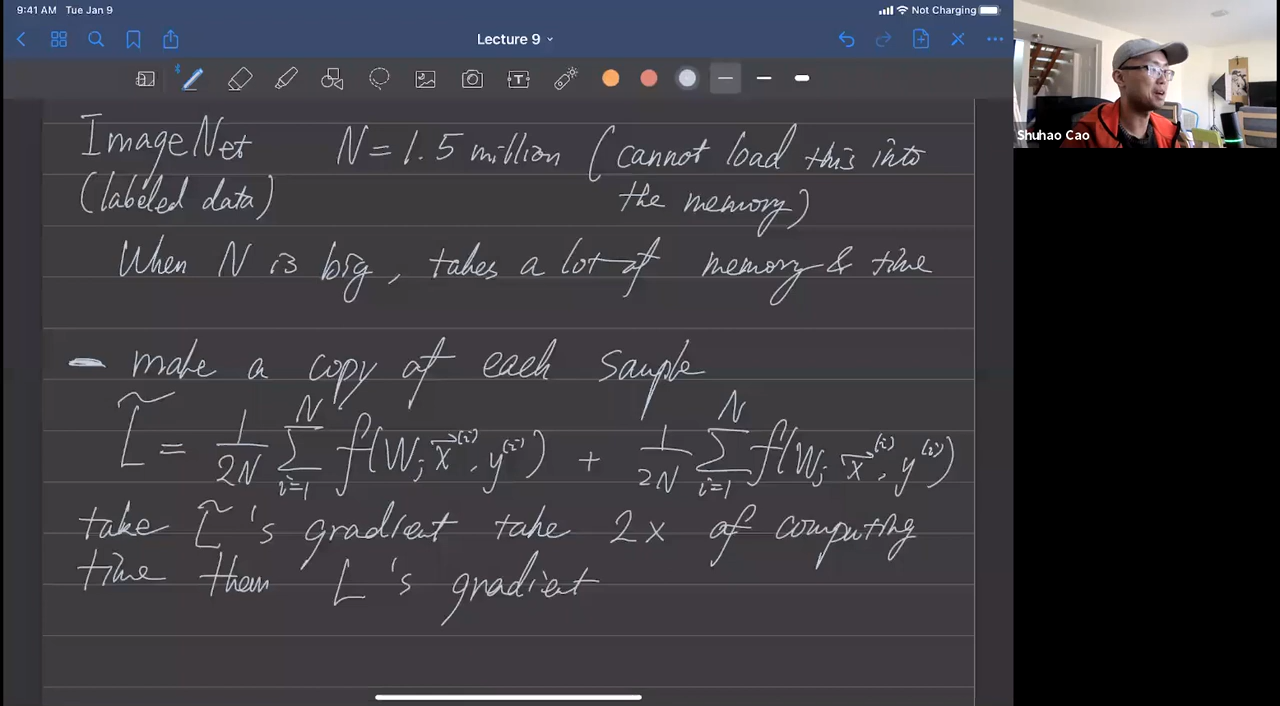 9:41 AM Tue Jan 9
Not Charging
Lecture 9
Shuhao Cao
ImageNet N = 1.5 million (cannot load this into
(labeled data) the memory)
When N is big, takes a lot of memory & time
- make a copy of each sample
L̃ = 1/2N ∑_{i=1}^{N} f(W; x⃗^{(i)}, y^{(i)}) + 1/2N ∑_{i=1}^{N} f(W; x⃗^{(i)}, y^{(i)})
take L̃'s gradient take 2x of computing
time then L's gradient